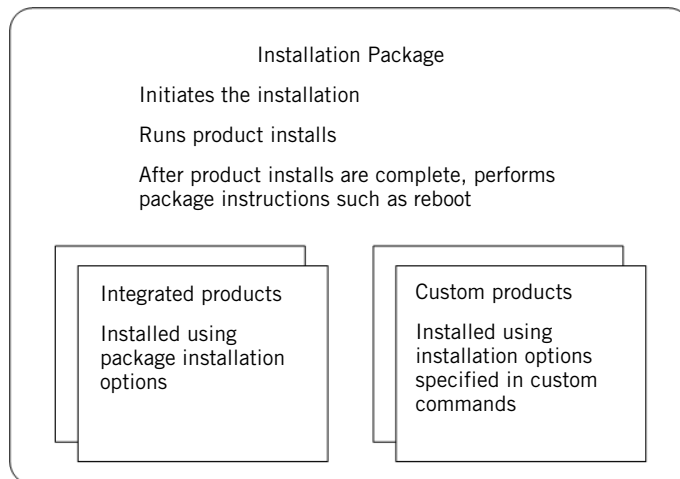 Installation Package
Initiates the installation
Runs product installs
After product installs are complete, performs
package instructions such as reboot
Integrated products
Installed using
package installation
options
Custom products
Installed using
installation options
specified in custom
commands